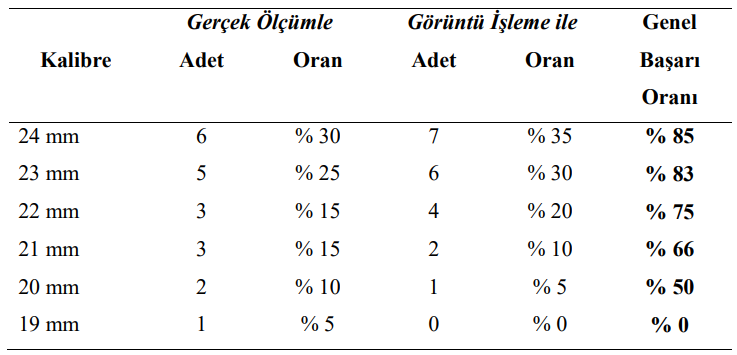 Gerçek Ölçümle Görüntü İşleme ile Genel
Kalibre Adet Oran Adet Oran Başarı
Oranı
24 mm 6 % 30 7 % 35 % 85
23 mm 5 % 25 6 % 30 % 83
22 mm 3 % 15 4 % 20 % 75
21 mm 3 % 15 2 % 10 % 66
20 mm 2 % 10 1 % 5 % 50
19 mm 1 % 5 0 % 0 % 0